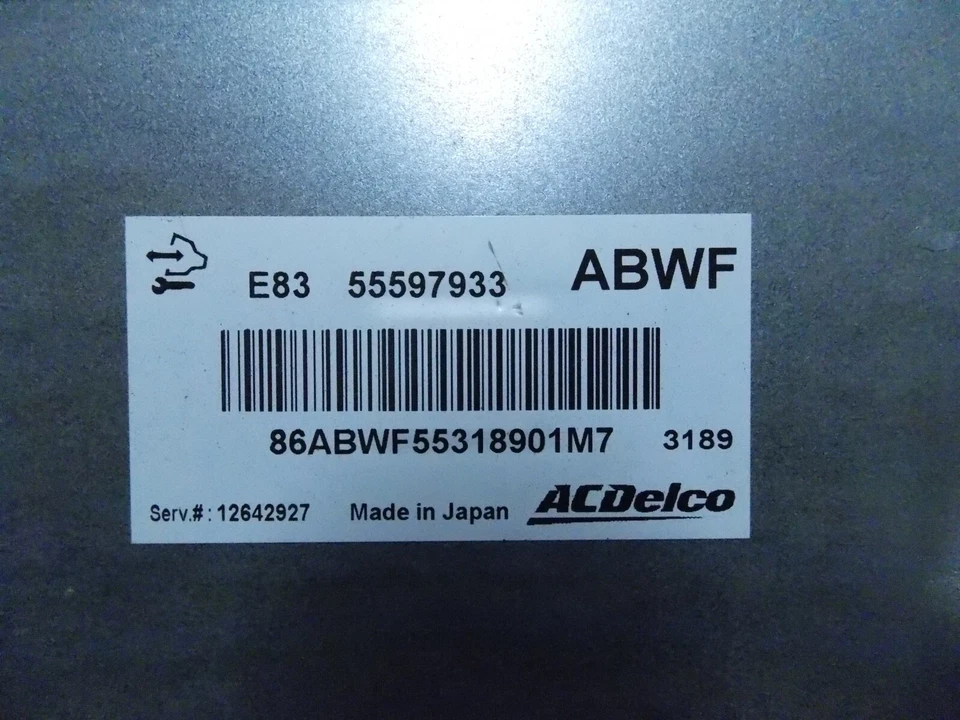 E83 55597933 ABWF
86ABWF55318901M7 3189
Serv.#: 12642927 Made in Japan ACDelco